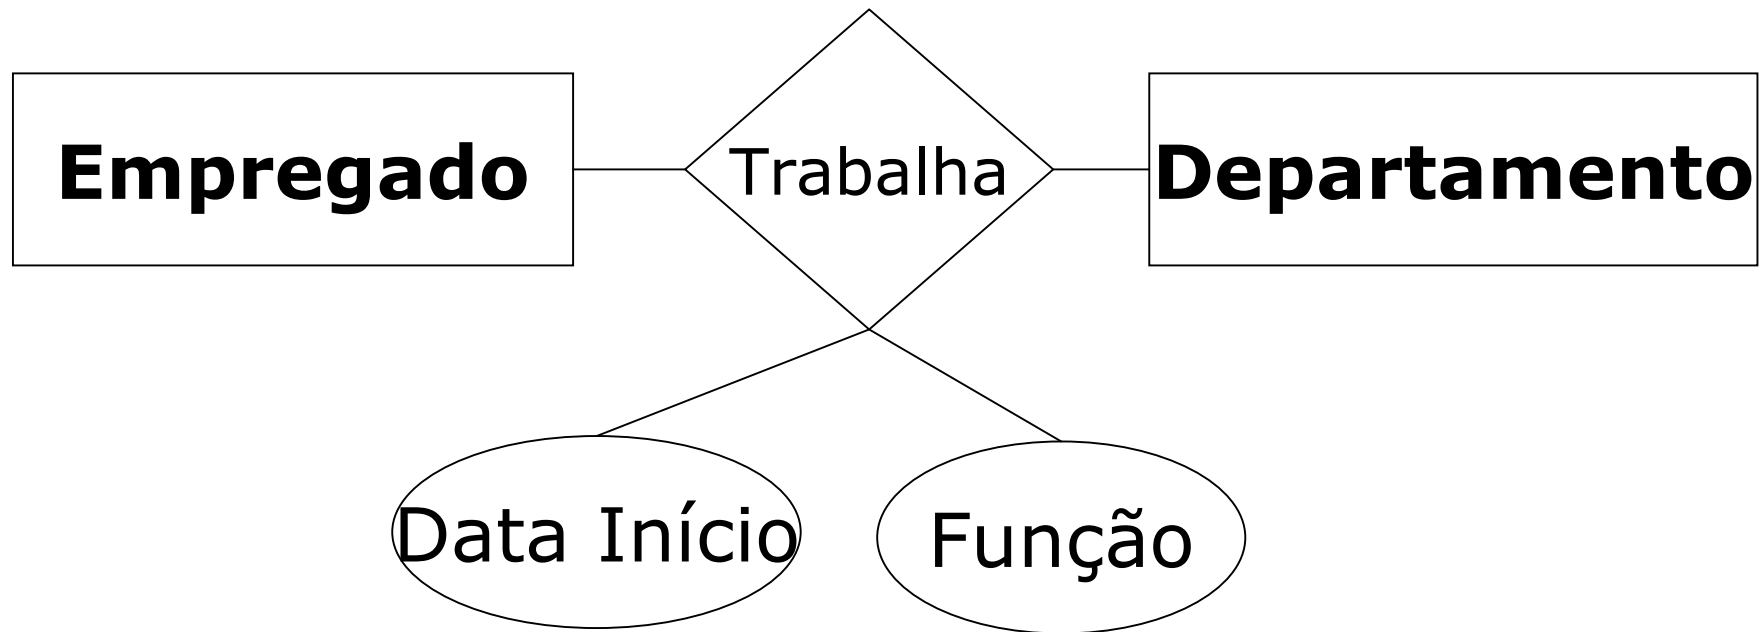 Empregado
Trabalha
Departamento
Data Início
Função